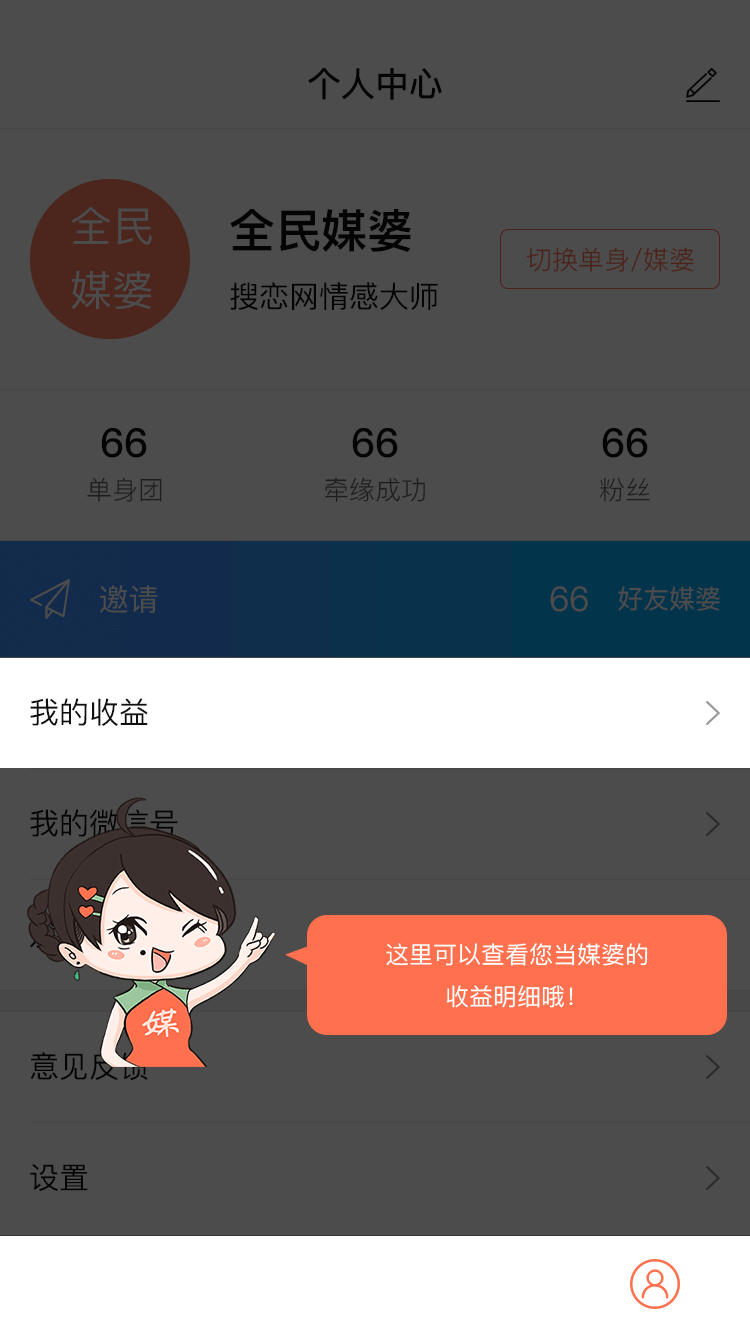 个人中心
全民
媒婆
全民媒婆
搜恋网情感大师
切换单身/媒婆
66
66
66
单身团
牵缘成功
粉丝
邀请
66 好友媒婆
我的收益
我的微信号
这里可以查看您当媒婆的
收益明细哦!
媒
意见反馈
设置